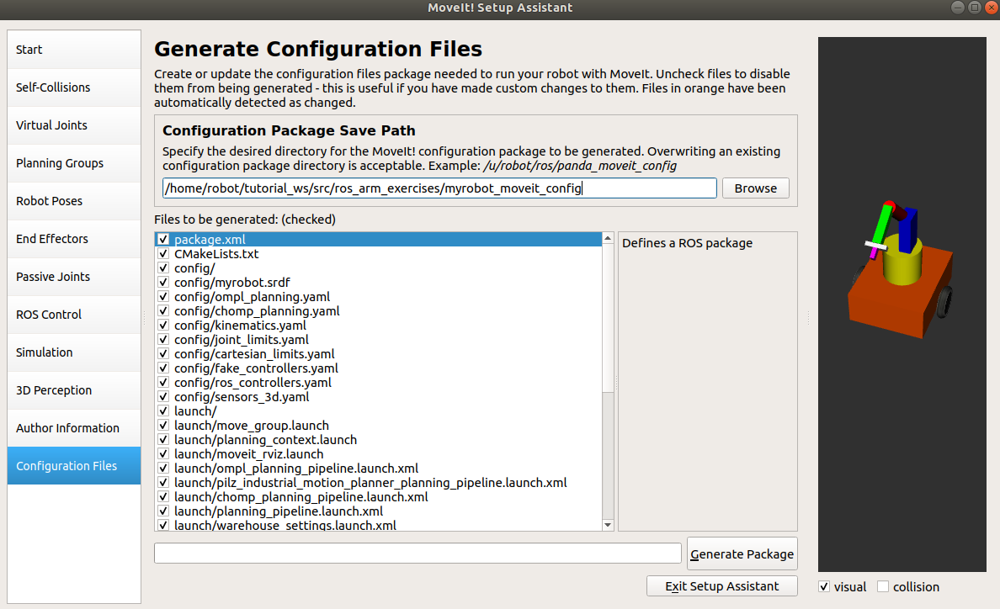 MoveIt! Setup Assistant
Start
Self-Collisions
Virtual Joints
Planning Groups
Robot Poses
End Effectors
Passive Joints
ROS Control
Simulation
3D Perception
Author Information
Configuration Files
Generate Configuration Files
Create or update the configuration files package needed to run your robot with MoveIt. Uncheck files to disable
them from being generated - this is useful if you have made custom changes to them. Files in orange have been
automatically detected as changed.
Configuration Package Save Path
Specify the desired directory for the MoveIt! configuration package to be generated. Overwriting an existing
configuration package directory is acceptable. Example: /u/robot/ros/panda_moveit_config
/home/robot/tutorial_ws/src/ros_arm_exercises/myrobot_moveit_config
Browse
Files to be generated: (checked)
package.xml
CMakeLists.txt
config/
config/myrobot.srdf
config/ompl_planning.yaml
config/chomp_planning.yaml
config/kinematics.yaml
config/joint_limits.yaml
config/cartesian_limits.yaml
config/fake_controllers.yaml
config/ros_controllers.yaml
config/sensors_3d.yaml
launch/
launch/move_group.launch
launch/planning_context.launch
launch/moveit_rviz.launch
launch/ompl_planning_pipeline.launch.xml
launch/pilz_industrial_motion_planner_planning_pipeline.launch.xml
launch/chomp_planning_pipeline.launch.xml
launch/planning_pipeline.launch.xml
launch/warehouse_settings.launch.xml
Defines a ROS package
Generate Package
Exit Setup Assistant
visual
collision